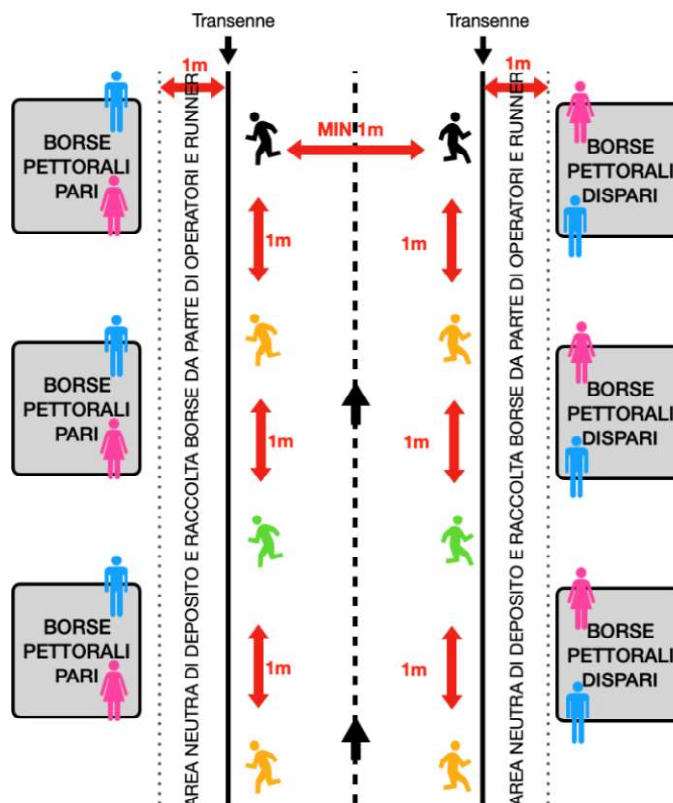 Transenne
Transenne
1m
1m
BORSE
PETTORALI
PARI
MIN 1m
BORSE
PETTORALI
DISPARI
1m
1m
BORSE
PETTORALI
PARI
BORSE
PETTORALI
DISPARI
1m
1m
BORSE
PETTORALI
PARI
BORSE
PETTORALI
DISPARI
1m
1m
AREA NEUTRA DI DEPOSITO E RACCOLTA BORSE DA PARTE DI OPERATORI E RUNNER
AREA NEUTRA DI DEPOSITO E RACCOLTA BORSE DA PARTE DI OPERATORI E RUNNER